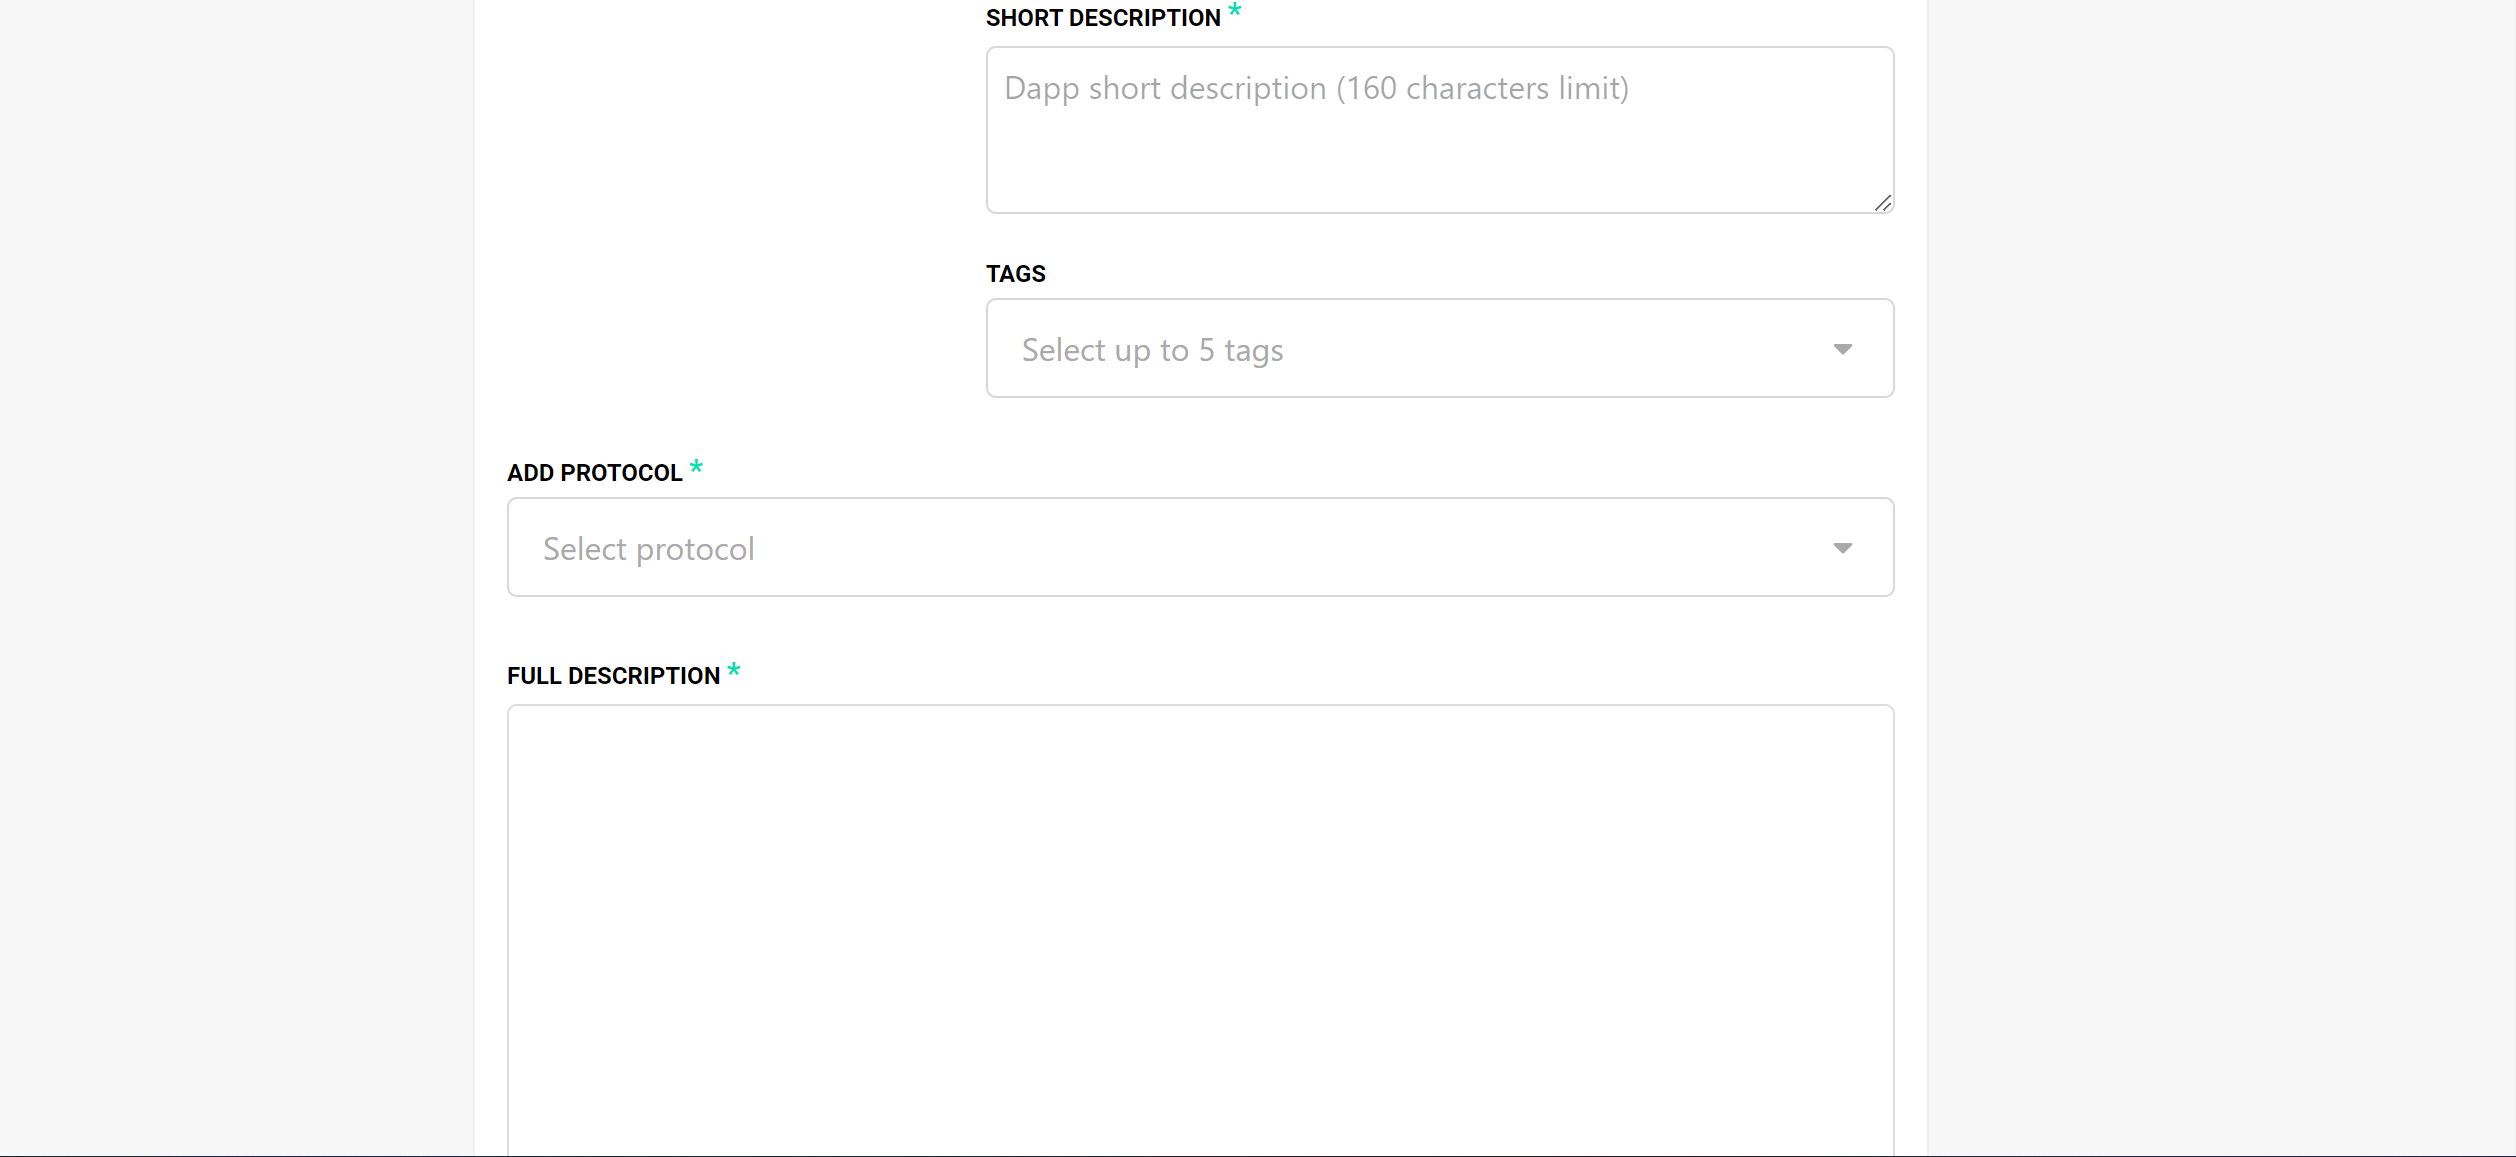 SHORT DESCRIPTION *
Dapp short description (160 characters limit)
TAGS
Select up to 5 tags
ADD PROTOCOL *
Select protocol
FULL DESCRIPTION *